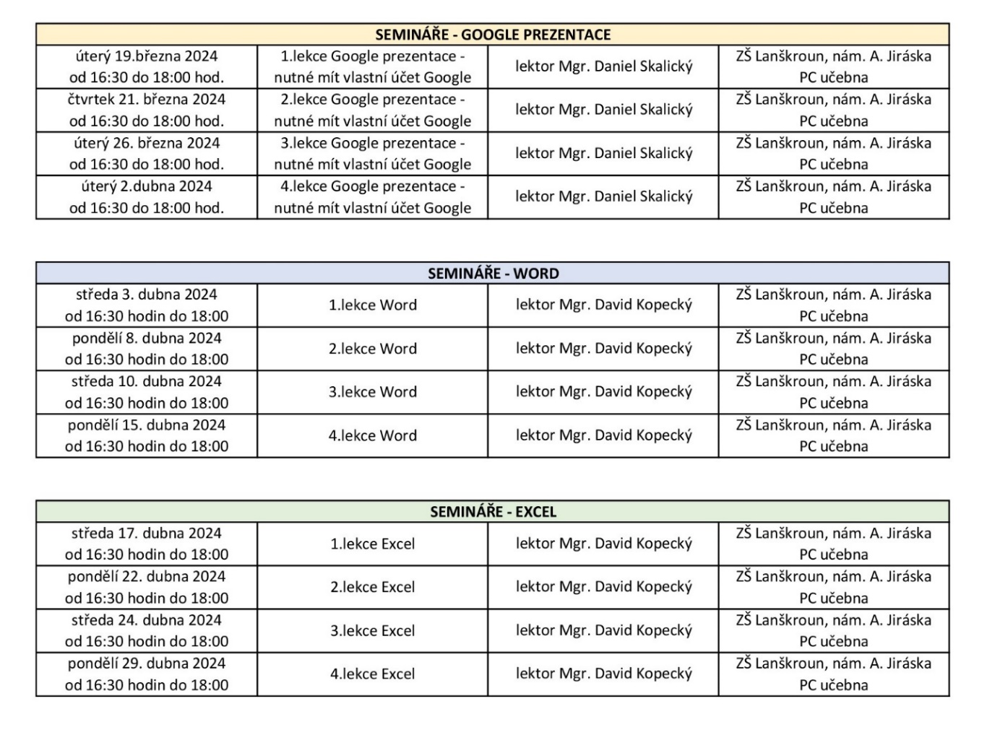 SEMINÁŘE - GOOGLE PREZENTACE
úterý 19.března 2024
od 16:30 do 18:00 hod.
1.lekce Google prezentace -
nutné mít vlastní účet Google
lektor Mgr. Daniel Skalický
ZŠ Lanškroun, nám. A. Jiráska
PC učebna
čtvrtek 21. března 2024
od 16:30 do 18:00 hod.
2.lekce Google prezentace -
nutné mít vlastní účet Google
lektor Mgr. Daniel Skalický
ZŠ Lanškroun, nám. A. Jiráska
PC učebna
úterý 26. března 2024
od 16:30 do 18:00 hod.
3.lekce Google prezentace -
nutné mít vlastní účet Google
lektor Mgr. Daniel Skalický
ZŠ Lanškroun, nám. A. Jiráska
PC učebna
úterý 2.dubna 2024
od 16:30 do 18:00 hod.
4.lekce Google prezentace -
nutné mít vlastní účet Google
lektor Mgr. Daniel Skalický
ZŠ Lanškroun, nám. A. Jiráska
PC učebna
SEMINÁŘE - WORD
středa 3. dubna 2024
od 16:30 hodin do 18:00
1.lekce Word
lektor Mgr. David Kopecký
ZŠ Lanškroun, nám. A. Jiráska
PC učebna
pondělí 8. dubna 2024
od 16:30 hodin do 18:00
2.lekce Word
lektor Mgr. David Kopecký
ZŠ Lanškroun, nám. A. Jiráska
PC učebna
středa 10. dubna 2024
od 16:30 hodin do 18:00
3.lekce Word
lektor Mgr. David Kopecký
ZŠ Lanškroun, nám. A. Jiráska
PC učebna
pondělí 15. dubna 2024
od 16:30 hodin do 18:00
4.lekce Word
lektor Mgr. David Kopecký
ZŠ Lanškroun, nám. A. Jiráska
PC učebna
SEMINÁŘE - EXCEL
středa 17. dubna 2024
od 16:30 hodin do 18:00
1.lekce Excel
lektor Mgr. David Kopecký
ZŠ Lanškroun, nám. A. Jiráska
PC učebna
pondělí 22. dubna 2024
od 16:30 hodin do 18:00
2.lekce Excel
lektor Mgr. David Kopecký
ZŠ Lanškroun, nám. A. Jiráska
PC učebna
středa 24. dubna 2024
od 16:30 hodin do 18:00
3.lekce Excel
lektor Mgr. David Kopecký
ZŠ Lanškroun, nám. A. Jiráska
PC učebna
pondělí 29. dubna 2024
od 16:30 hodin do 18:00
4.lekce Excel
lektor Mgr. David Kopecký
ZŠ Lanškroun, nám. A. Jiráska
PC učebna